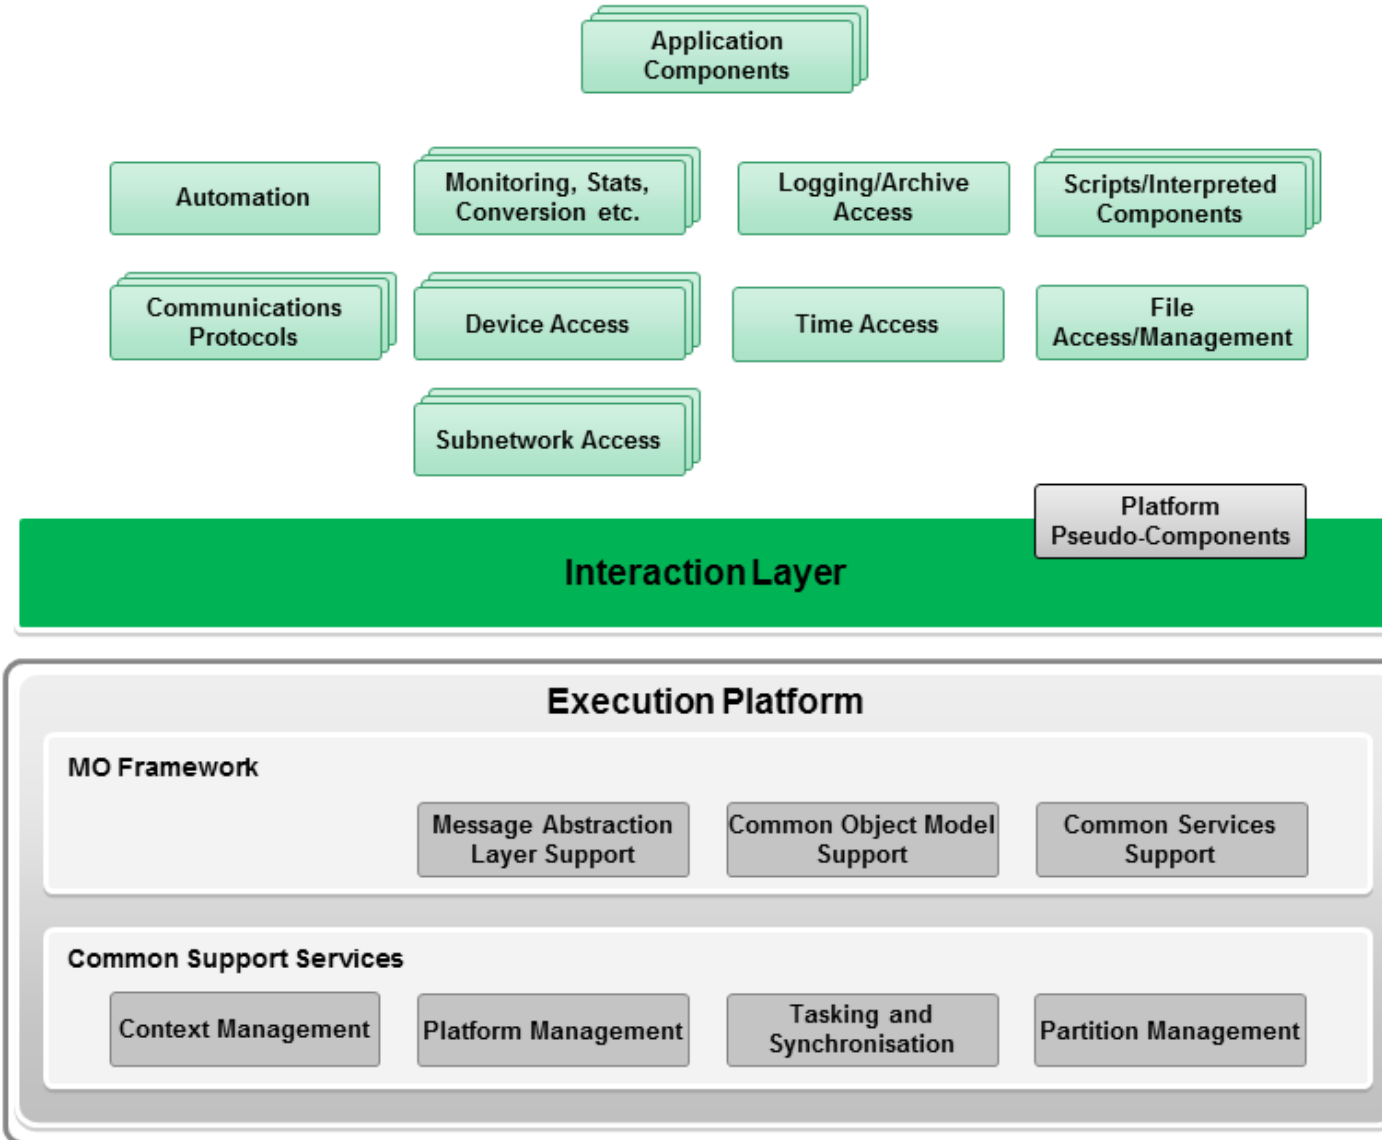 Application
Components
Automation
Monitoring, Stats,
Conversion etc.
Logging/Archive
Access
Scripts/Interpreted
Components
Communications
Protocols
Device Access
Time Access
File
Access/Management
Subnetwork Access
Platform
Pseudo-Components
Interaction Layer
Execution Platform
MO Framework
Message Abstraction
Layer Support
Common Object Model
Support
Common Services
Support
Common Support Services
Context Management
Platform Management
Tasking and
Synchronisation
Partition Management